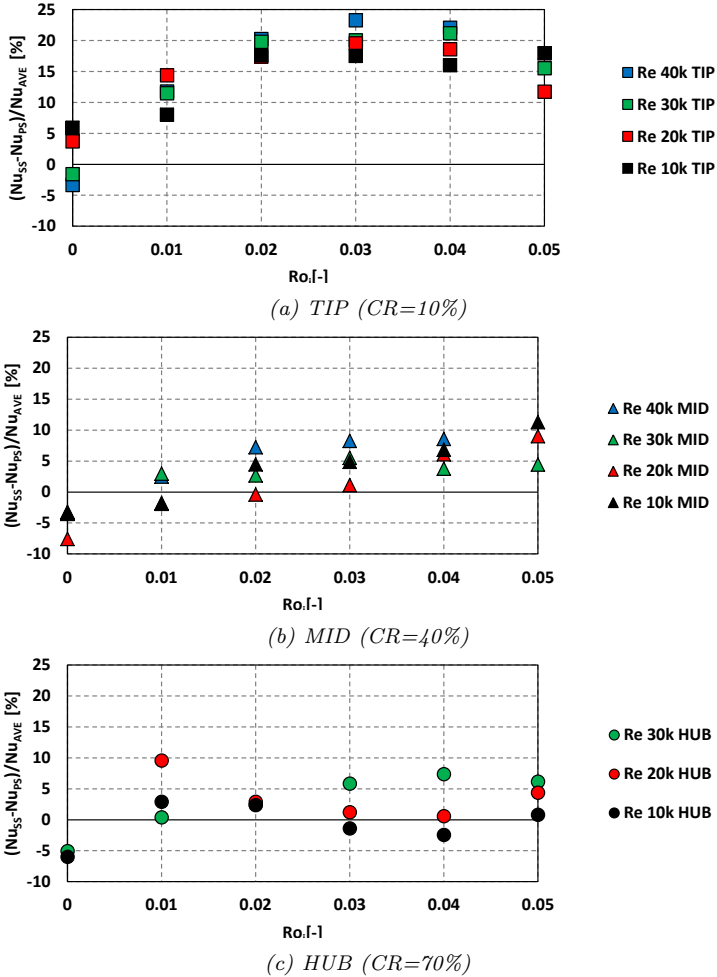 25
20
15
10
5
0
-5
-10
(Nu_SS-Nu_PS)/Nu_AVE [%]
0 0.01 0.02 0.03 0.04 0.05
Ro_j[-]
Re 40k TIP
Re 30k TIP
Re 20k TIP
Re 10k TIP
(a) TIP (CR=10%)
25
20
15
10
5
0
-5
-10
(Nu_SS-Nu_PS)/Nu_AVE [%]
0 0.01 0.02 0.03 0.04 0.05
Ro_j[-]
Re 40k MID
Re 30k MID
Re 20k MID
Re 10k MID
(b) MID (CR=40%)
25
20
15
10
5
0
-5
-10
(Nu_SS-Nu_PS)/Nu_AVE [%]
0 0.01 0.02 0.03 0.04 0.05
Ro_j[-]
Re 30k HUB
Re 20k HUB
Re 10k HUB
(c) HUB (CR=70%)